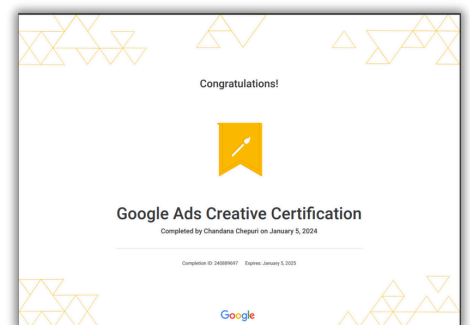 Congratulations!
Google Ads Creative Certification
Completed by Chandana Chepuri on January 5, 2024
Completion ID: 240889697 Expires: January 5, 2025
Google